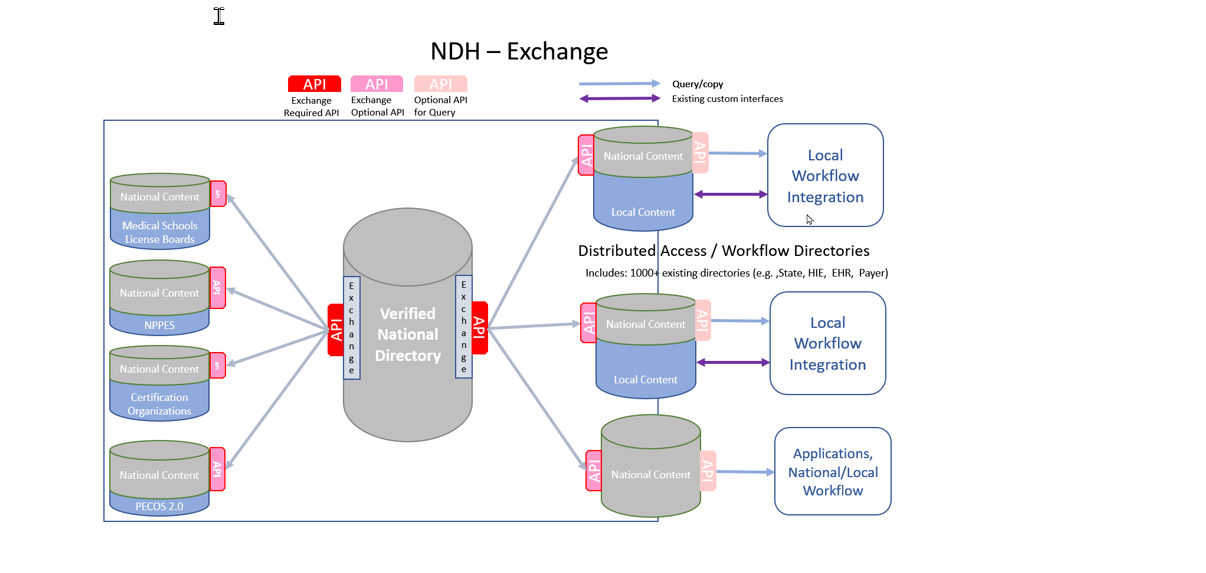 NDH – Exchange
API
API
API
Exchange
Required API
Exchange
Optional API
Optional API
for Query
Query/copy
Existing custom interfaces
National Content
Medical Schools
License Boards
National Content
API
NPPES
National Content
Certification
Organizations
National Content
API
PECOS 2.0
API
Exchange
Verified
National
Directory
Exchange
API
API
National Content
API
Local Content
Local
Workflow
Integration
Distributed Access / Workflow Directories
Includes: 1000+ existing directories (e.g. ,State, HIE, EHR, Payer)
API
National Content
API
Local Content
Local
Workflow
Integration
API
National Content
API
Applications,
National/Local
Workflow